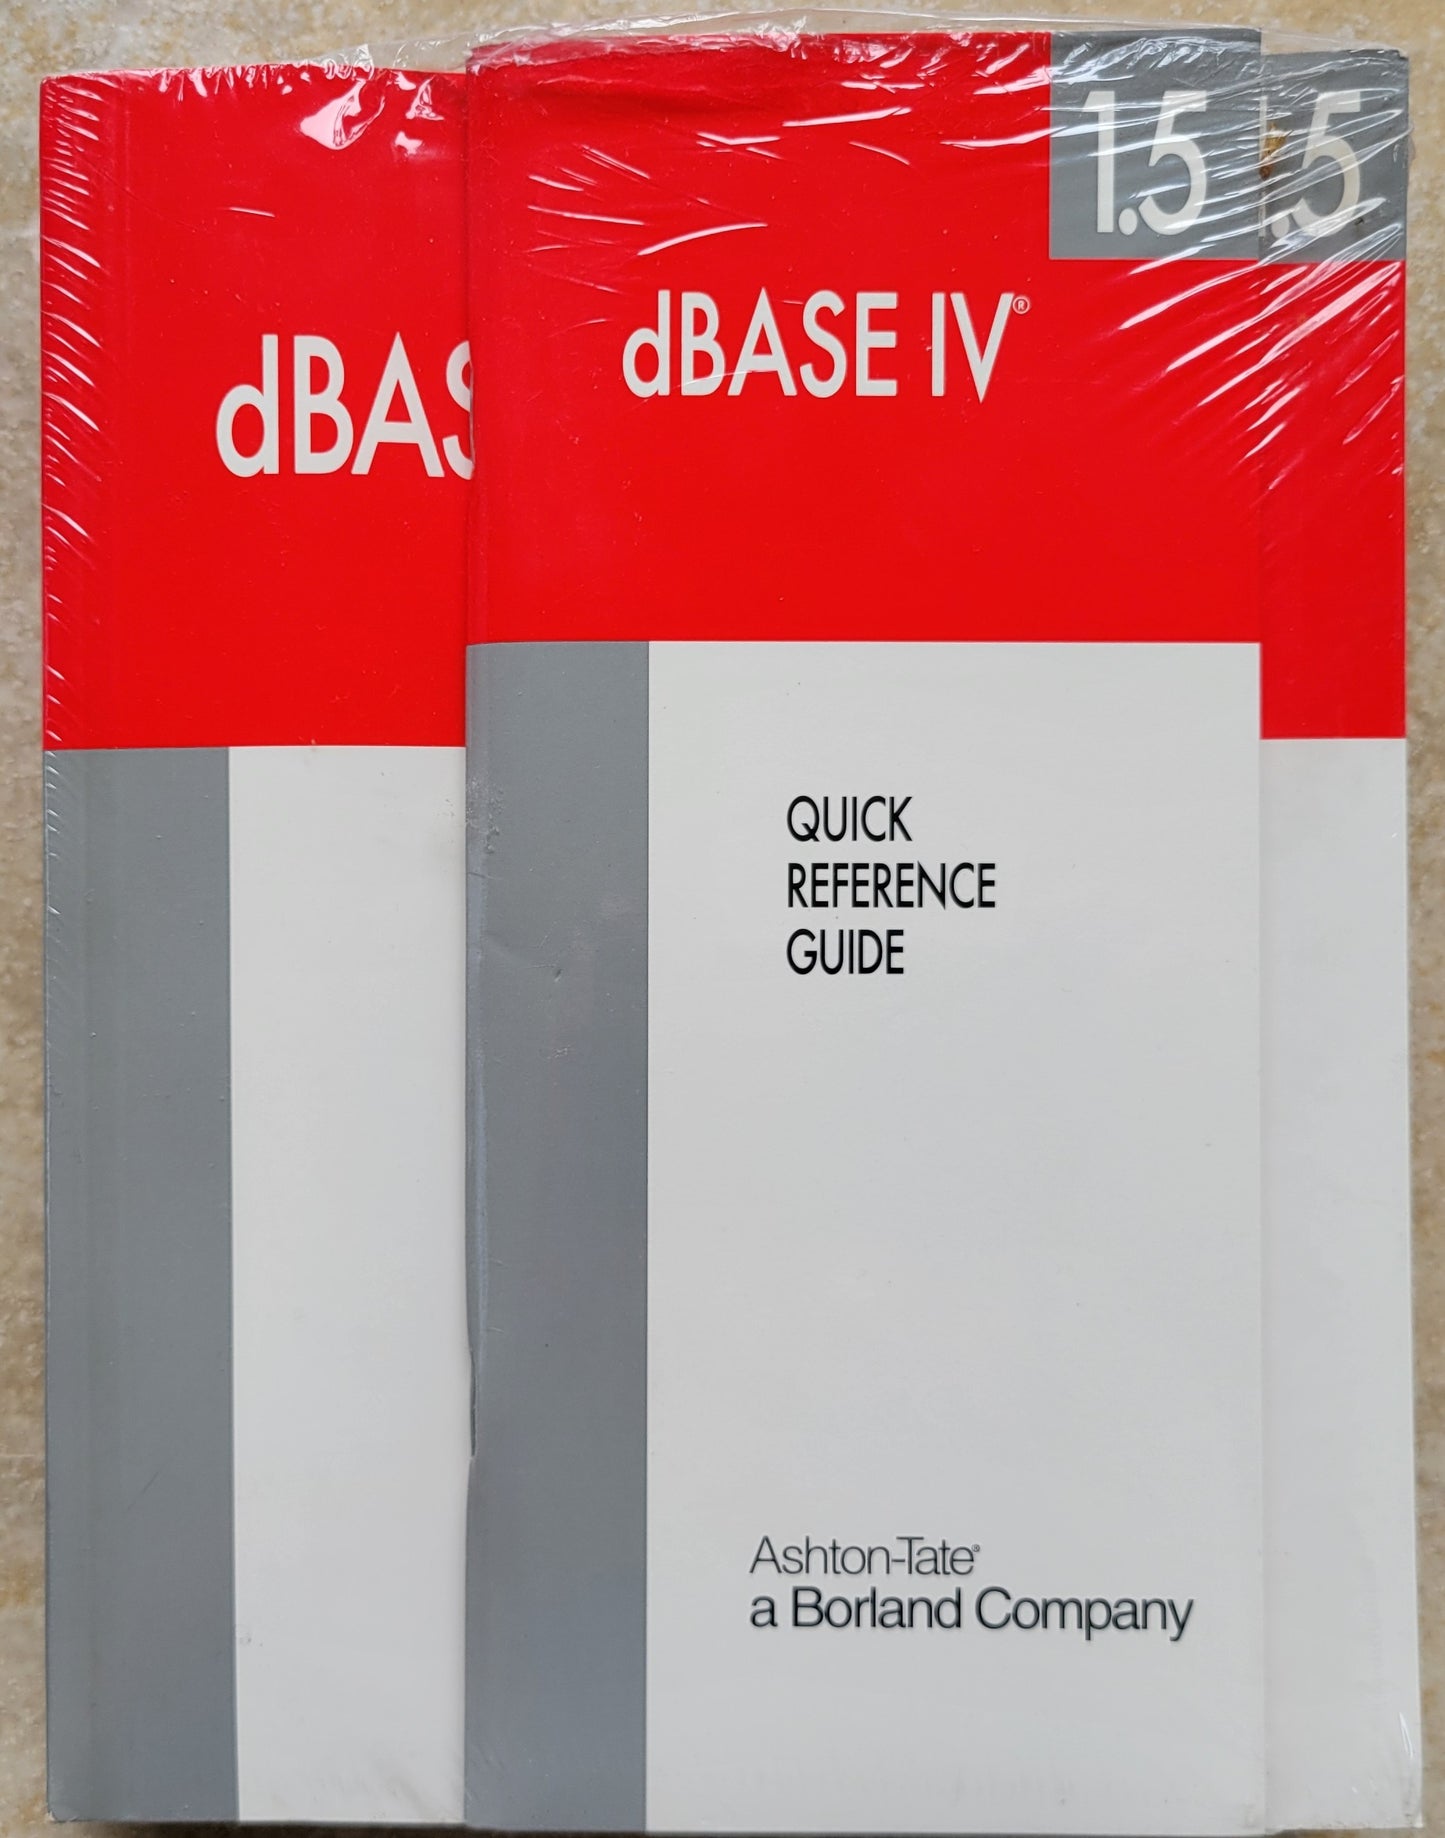 1.5
.5
dBASE IV®
dBAS
QUICK
REFERENCE
GUIDE
Ashton-Tate®
a Borland Company